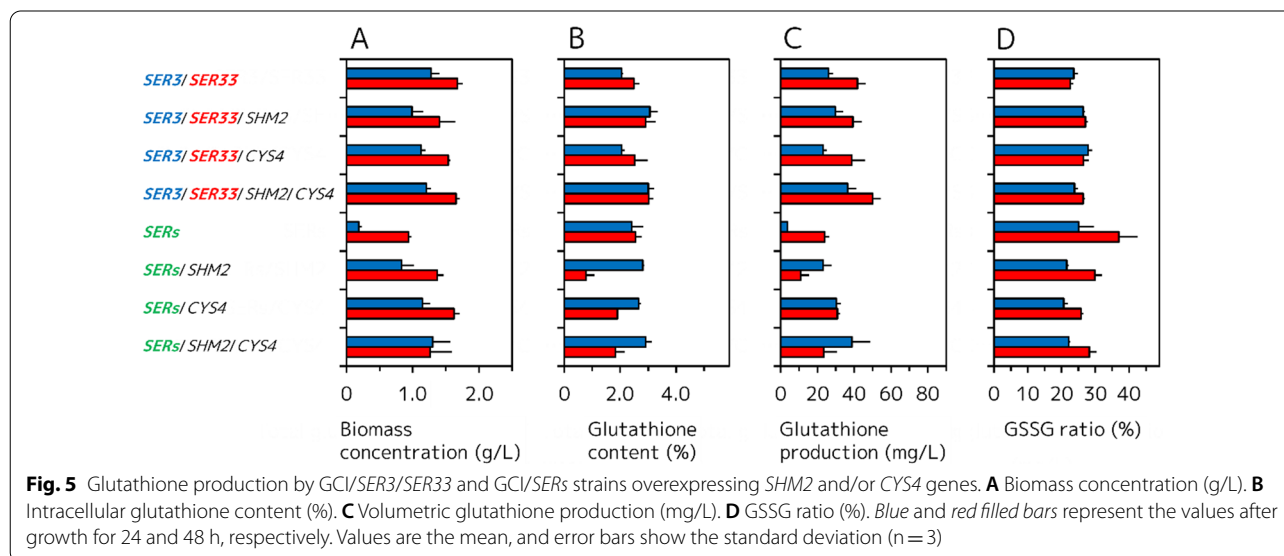 A B C D
SER3/SER33
SER3/SER33/SHM2
SER3/SER33/CYS4
SER3/SER33/SHM2/CYS4
SERs
SERs/SHM2
SERs/CYS4
SERs/SHM2/CYS4
0 1.0 2.0 0 2.0 4.0 0 20 40 60 80 0 10 20 30 40
Biomass Glutathione Glutathione GSSG ratio (%)
concentration (g/L) content (%) production (mg/L)
Fig. 5 Glutathione production by GCI/SER3/SER33 and GCI/SERs strains overexpressing SHM2 and/or CYS4 genes. A Biomass concentration (g/L). B
Intracellular glutathione content (%). C Volumetric glutathione production (mg/L). D GSSG ratio (%). Blue and red filled bars represent the values after
growth for 24 and 48 h, respectively. Values are the mean, and error bars show the standard deviation (n = 3)